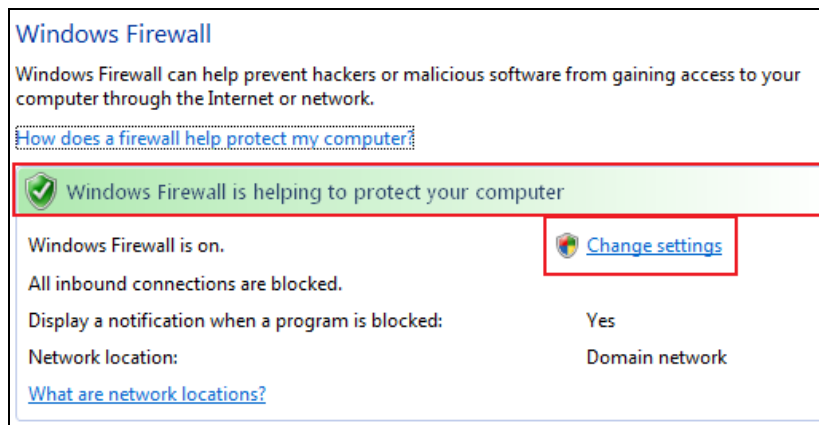 Windows Firewall
Windows Firewall can help prevent hackers or malicious software from gaining access to your
computer through the Internet or network.
How does a firewall help protect my computer?
Windows Firewall is helping to protect your computer
Windows Firewall is on. Change settings
All inbound connections are blocked.
Display a notification when a program is blocked: Yes
Network location: Domain network
What are network locations?